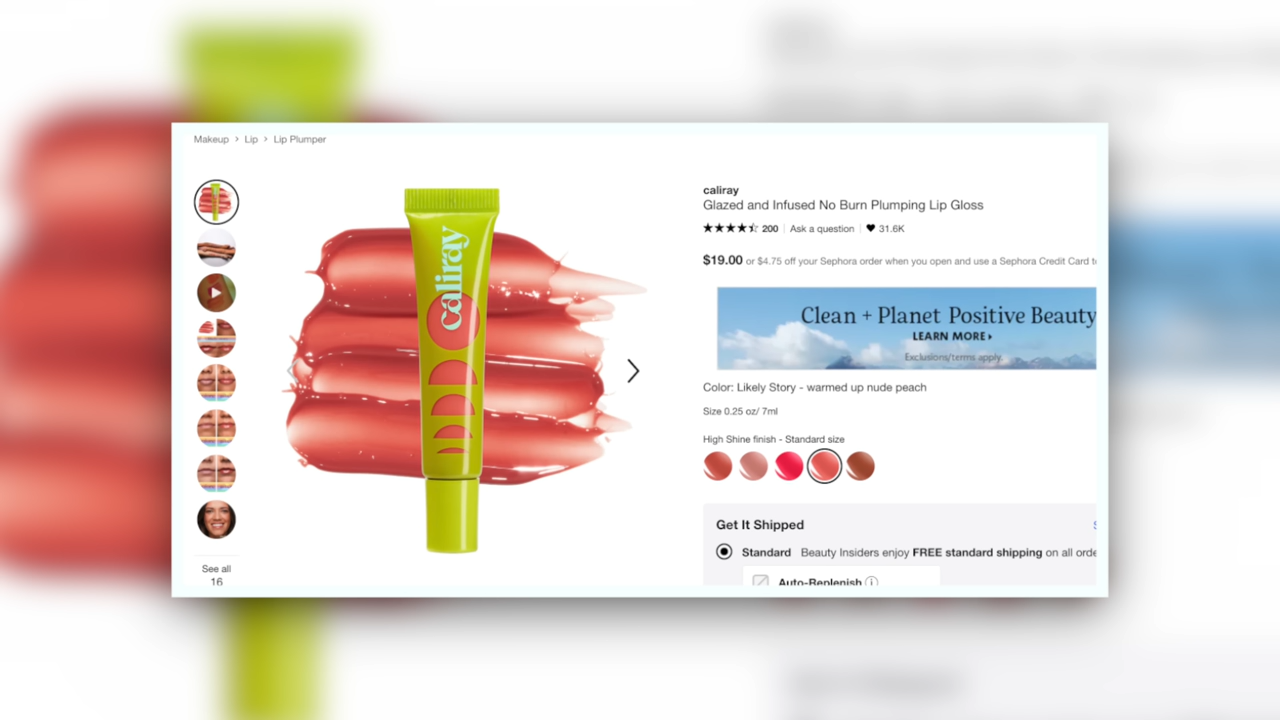 Makeup > Lip > Lip Plumper
caliray
Glazed and Infused No Burn Plumping Lip Gloss
★★★★⯪ 200 | Ask a question | ♥ 31.6K
$19.00 or $4.75 off your Sephora order when you open and use a Sephora Credit Card
Clean + Planet Positive Beauty
LEARN MORE ›
Exclusions/terms apply.
caliray
Color: Likely Story - warmed up nude peach
Size 0.25 oz/ 7ml
High Shine finish - Standard size
Get It Shipped
Standard Beauty Insiders enjoy FREE standard shipping on all
Auto-Replenish
See all
16